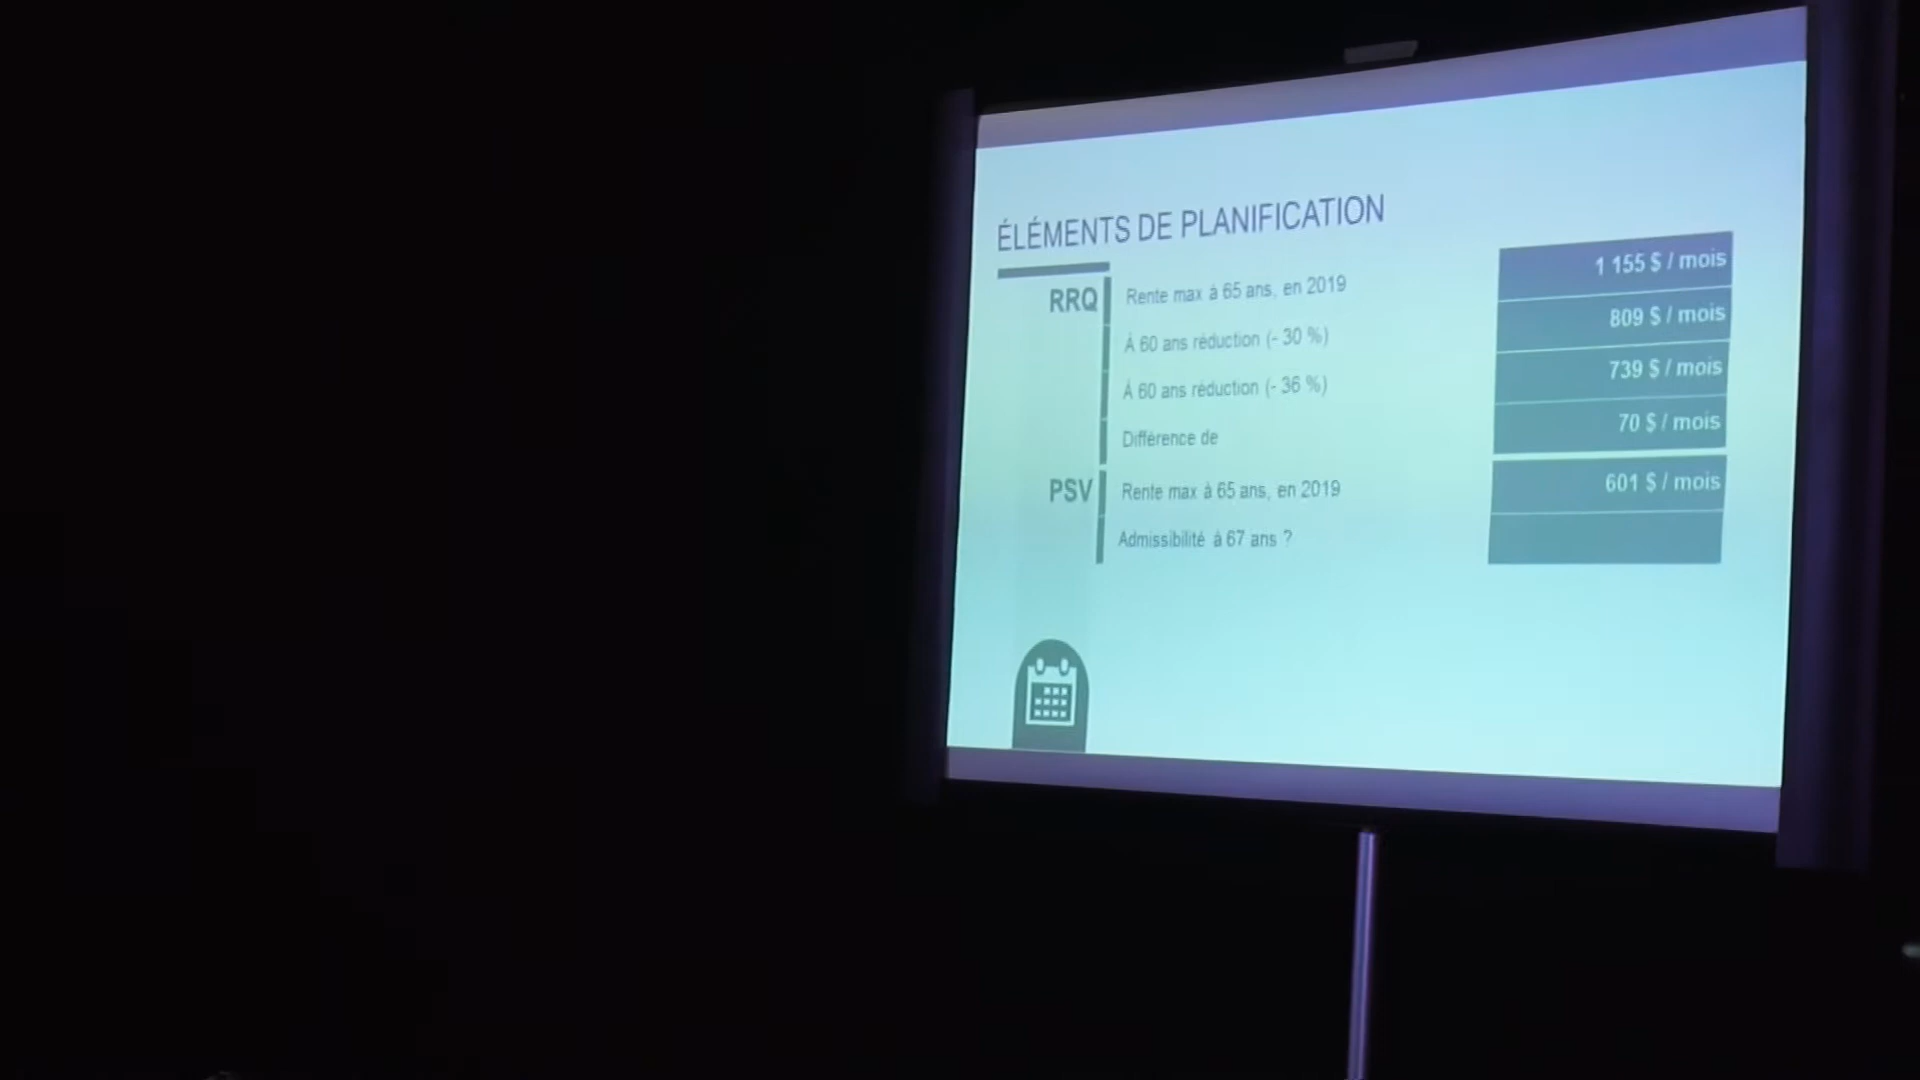 ÉLÉMENTS DE PLANIFICATION
RRQ Rente max à 65 ans, en 2019 1 155 $ / mois
À 60 ans réduction (- 30 %) 809 $ / mois
À 60 ans réduction (- 36 %) 739 $ / mois
Différence de 70 $ / mois
PSV Rente max à 65 ans, en 2019 601 $ / mois
Admissibilité à 67 ans ?